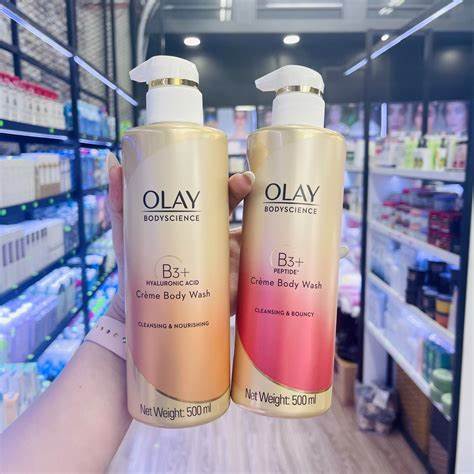 OLAY
BODYSCIENCE
B3+
HYALURONIC ACID
Crème Body Wash
CLEANSING & NOURISHING
Net Weight: 500 ml
OLAY
BODYSCIENCE
B3+
PEPTIDE+
Crème Body Wash
CLEANSING & BOUNCY
Net Weight: 500 ml